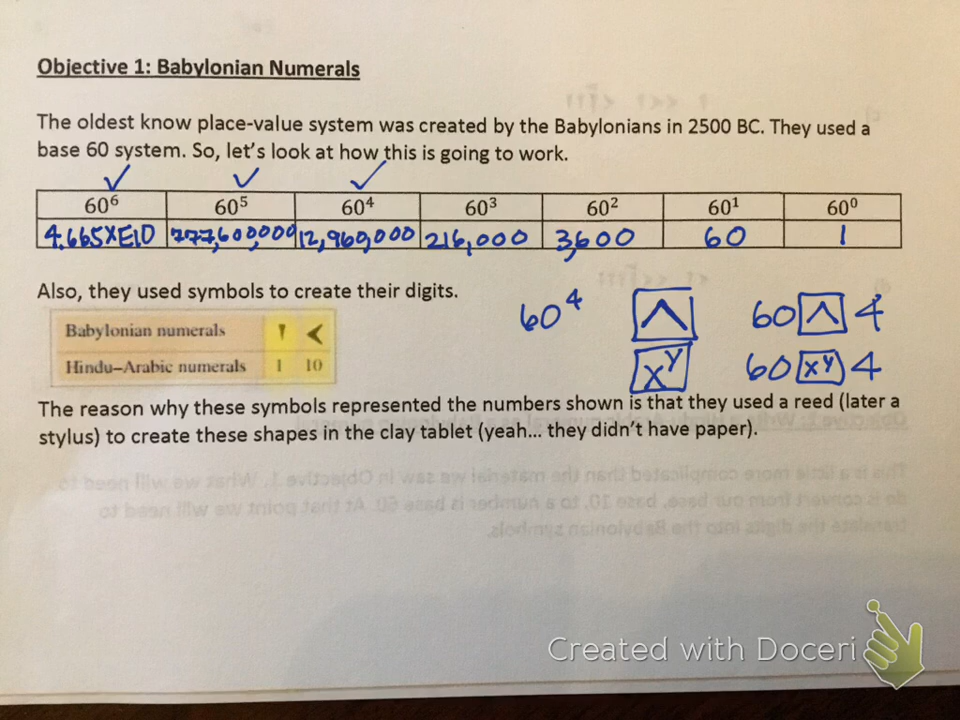 Objective 1: Babylonian Numerals
The oldest know place-value system was created by the Babylonians in 2500 BC. They used a
base 60 system. So, let's look at how this is going to work.
60⁶ 60⁵ 60⁴ 60³ 60² 60¹ 60⁰
4.665XE10 777,600,000 12,960,000 216,000 3,600 60 1
Also, they used symbols to create their digits.
60⁴ ^ 60 ^ 4
Babylonian numerals 𒁹 <
Hindu–Arabic numerals 1 10
xʸ 60 xʸ 4
The reason why these symbols represented the numbers shown is that they used a reed (later a
stylus) to create these shapes in the clay tablet (yeah... they didn't have paper).
Created with Doceri